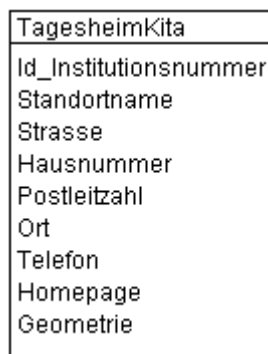 TagesheimKita
Id_Institutionsnummer
Standortname
Strasse
Hausnummer
Postleitzahl
Ort
Telefon
Homepage
Geometrie